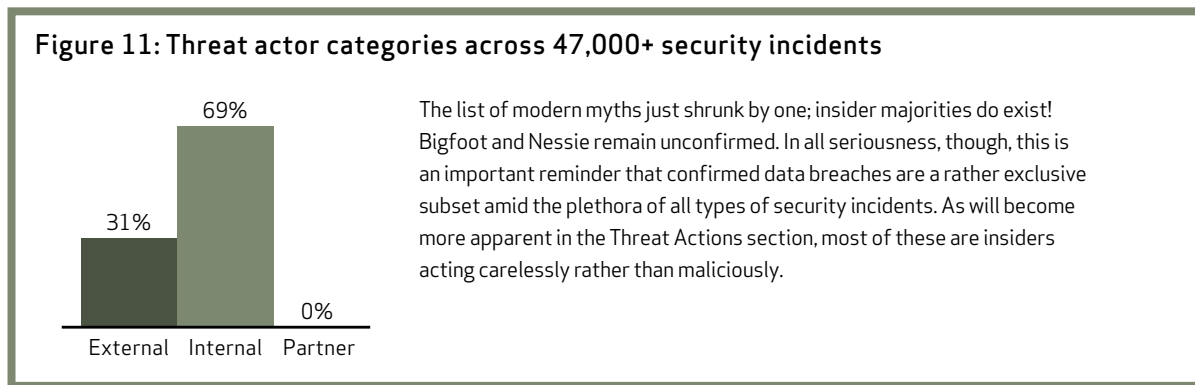 Figure 11: Threat actor categories across 47,000+ security incidents
69%
31%
0%
External Internal Partner
The list of modern myths just shrunk by one; insider majorities do exist!
Bigfoot and Nessie remain unconfirmed. In all seriousness, though, this is
an important reminder that confirmed data breaches are a rather exclusive
subset amid the plethora of all types of security incidents. As will become
more apparent in the Threat Actions section, most of these are insiders
acting carelessly rather than maliciously.